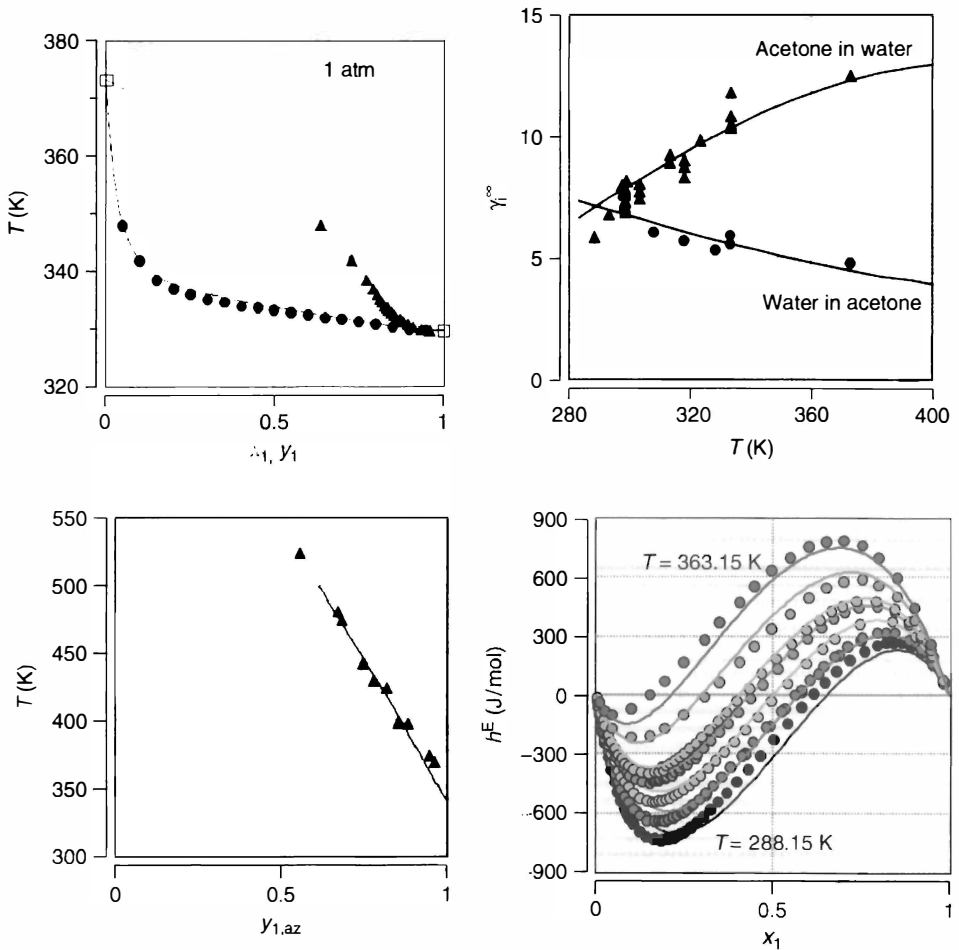 380
360
340
320
T (K)
1 atm
0
0.5
1
1, y1
15
10
5
0
γi∞
Acetone in water
Water in acetone
280
320
360
400
T (K)
550
500
450
400
350
300
T (K)
0
0.5
1
y1,az
900
600
300
0
−300
−600
−900
hE (J/mol)
T = 363.15 K
T = 288.15 K
0
0.5
1
x1